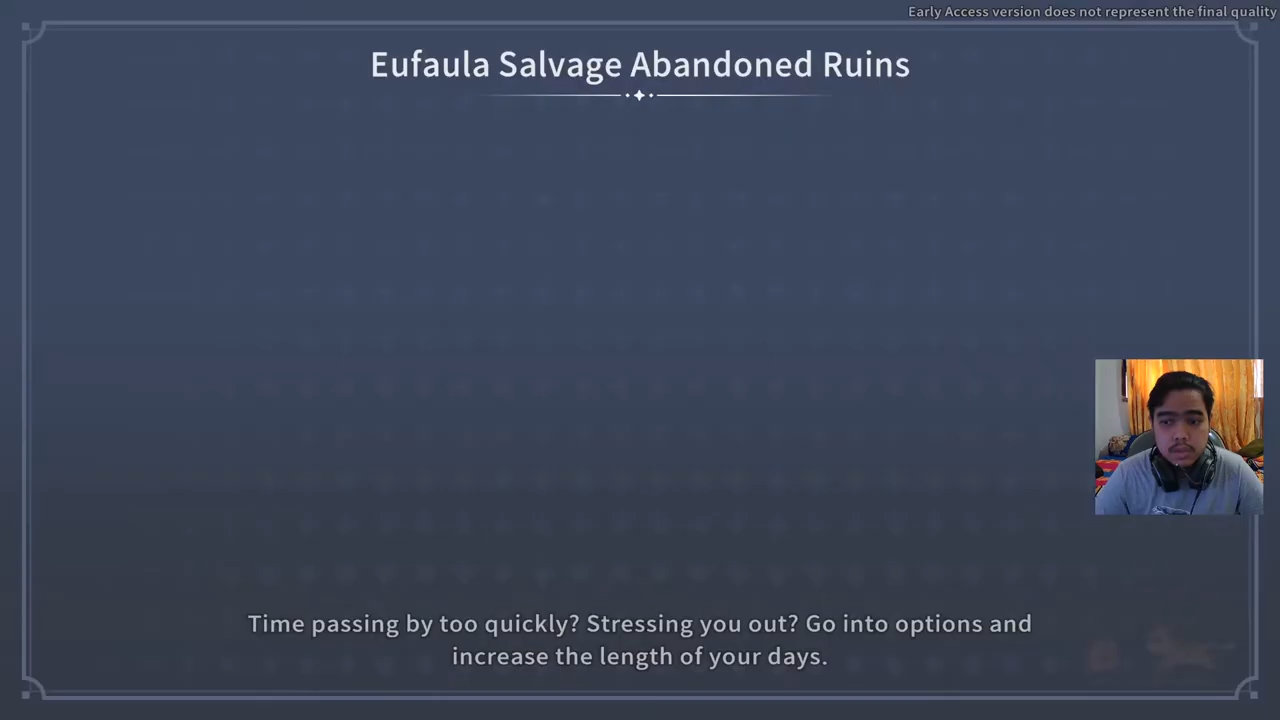 Early Access version does not represent the final quality
Eufaula Salvage Abandoned Ruins
Time passing by too quickly? Stressing you out? Go into options and
increase the length of your days.